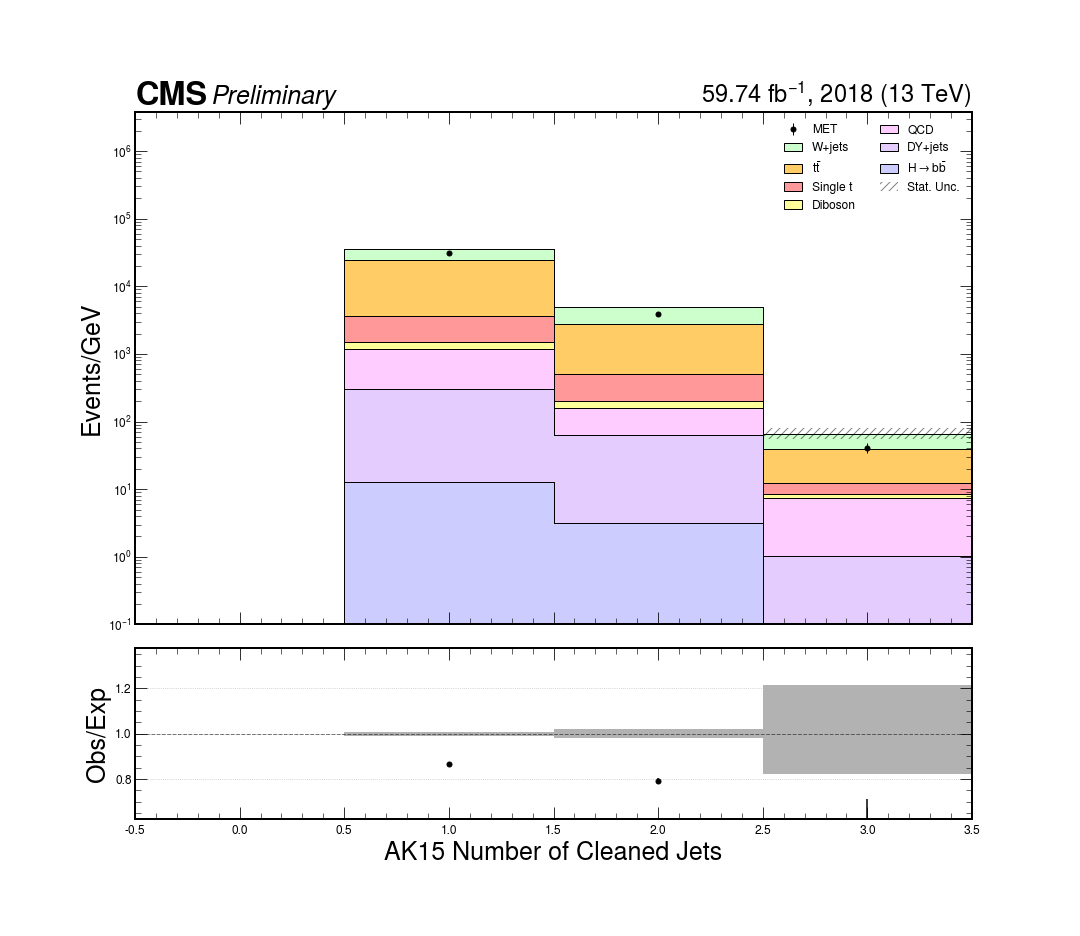 CMS Preliminary 59.74 fb⁻¹, 2018 (13 TeV)
MET QCD
W+jets DY+jets
tt̄ H→bb̄
Single t Stat. Unc.
Diboson
Events/GeV
10⁶
10⁵
10⁴
10³
10²
10¹
10⁰
10⁻¹
Obs/Exp
1.2
1.0
0.8
-0.5 0.0 0.5 1.0 1.5 2.0 2.5 3.0 3.5
AK15 Number of Cleaned Jets